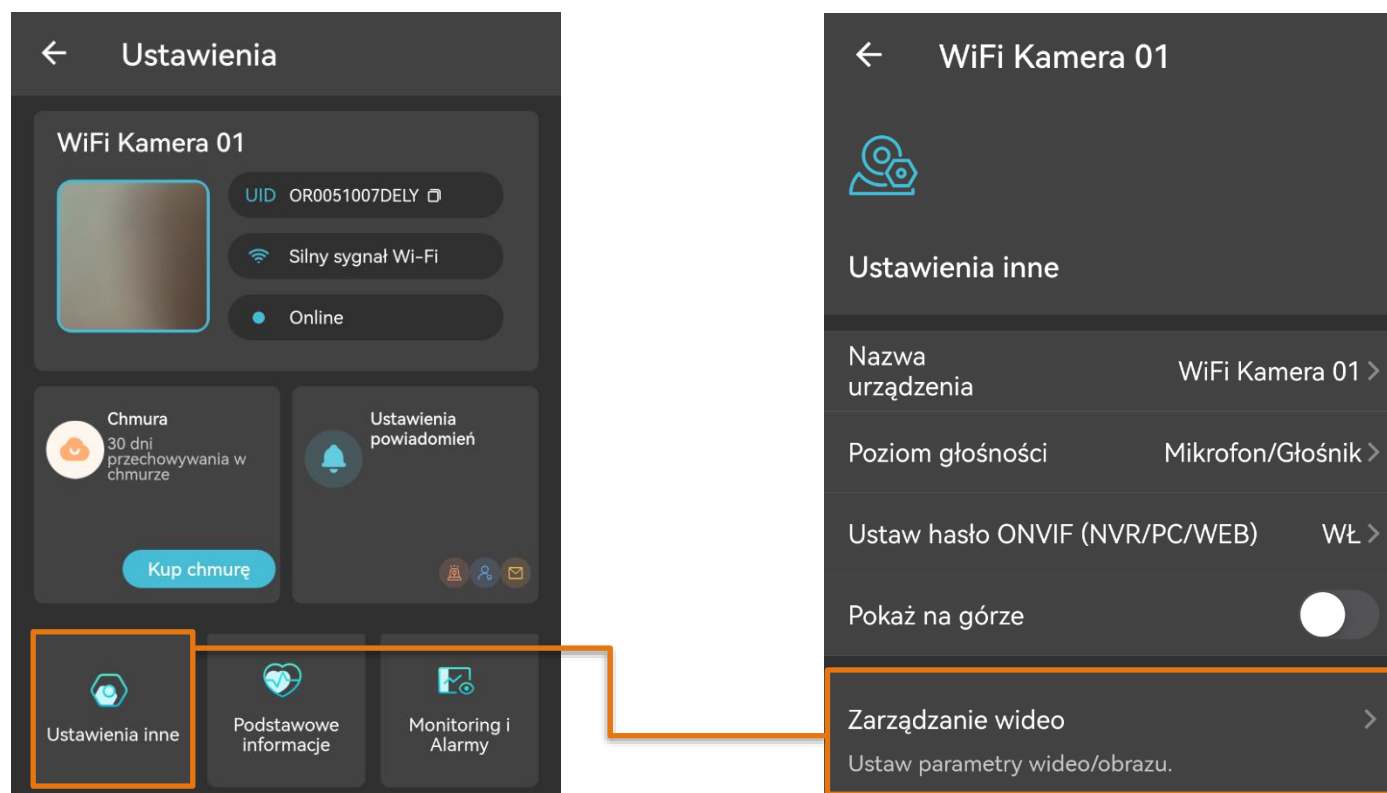 Ustawienia
WiFi Kamera 01
UID OR0051007DELY
Silny sygnał Wi-Fi
Online
Chmura
30 dni
przechowywania w
chmurze
Kup chmurę
Ustawienia
powiadomień
Ustawienia inne
Podstawowe
informacje
Monitoring i
Alarmy
WiFi Kamera 01
Ustawienia inne
Nazwa
urządzenia
WiFi Kamera 01
Poziom głośności
Mikrofon/Głośnik
Ustaw hasło ONVIF (NVR/PC/WEB)
WŁ
Pokaż na górze
Zarządzanie wideo
Ustaw parametry wideo/obrazu.